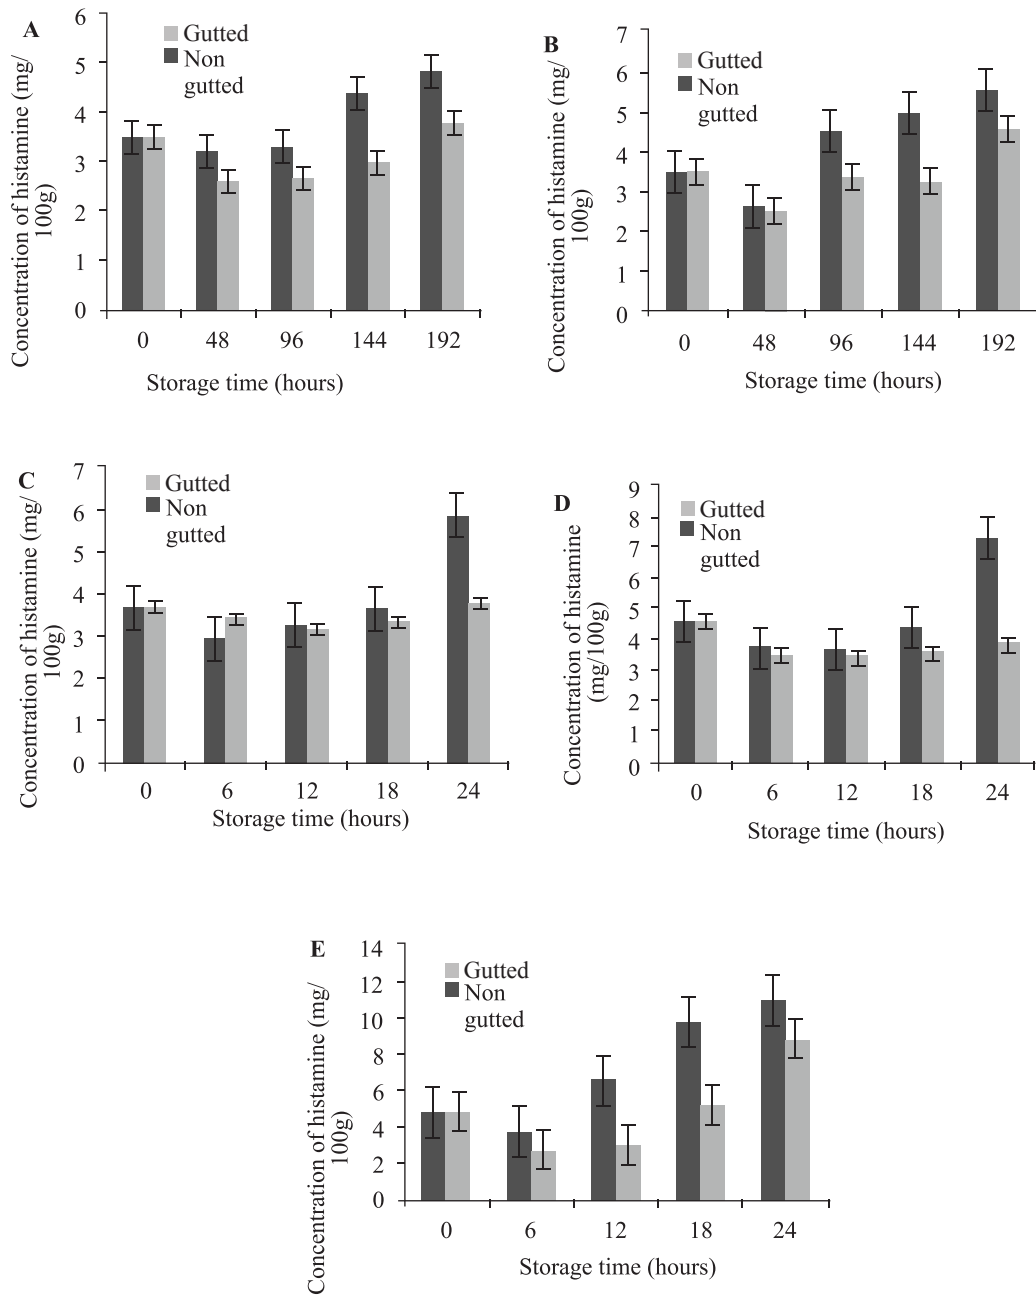 A
Concentration of histamine (mg/
100g)
6
5
4
3
2
1
0
Gutted
Non
gutted
0 48 96 144 192
Storage time (hours)
B
Concentration of histamine (mg/
100g)
7
6
5
4
3
2
1
0
Gutted
Non
gutted
0 48 96 144 192
Storage time (hours)
C
Concentration of histamine (mg/
100g)
7
6
5
4
3
2
1
0
Gutted
Non
gutted
0 6 12 18 24
Storage time (hours)
D
Concentration of histamine
(mg/100g)
9
8
7
6
5
4
3
2
1
0
Gutted
Non
gutted
0 6 12 18 24
Storage time (hours)
E
Concentration of histamine (mg/
100g)
14
12
10
8
6
4
2
0
Gutted
Non
gutted
0 6 12 18 24
Storage time (hours)